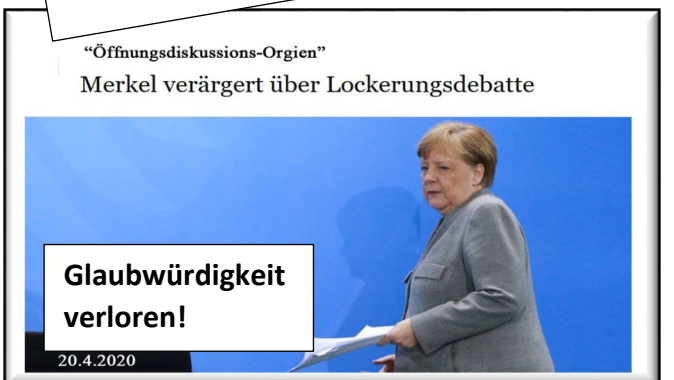 “Öffnungsdiskussions-Orgien”
Merkel verärgert über Lockerungsdebatte
Glaubwürdigkeit
verloren!
20.4.2020